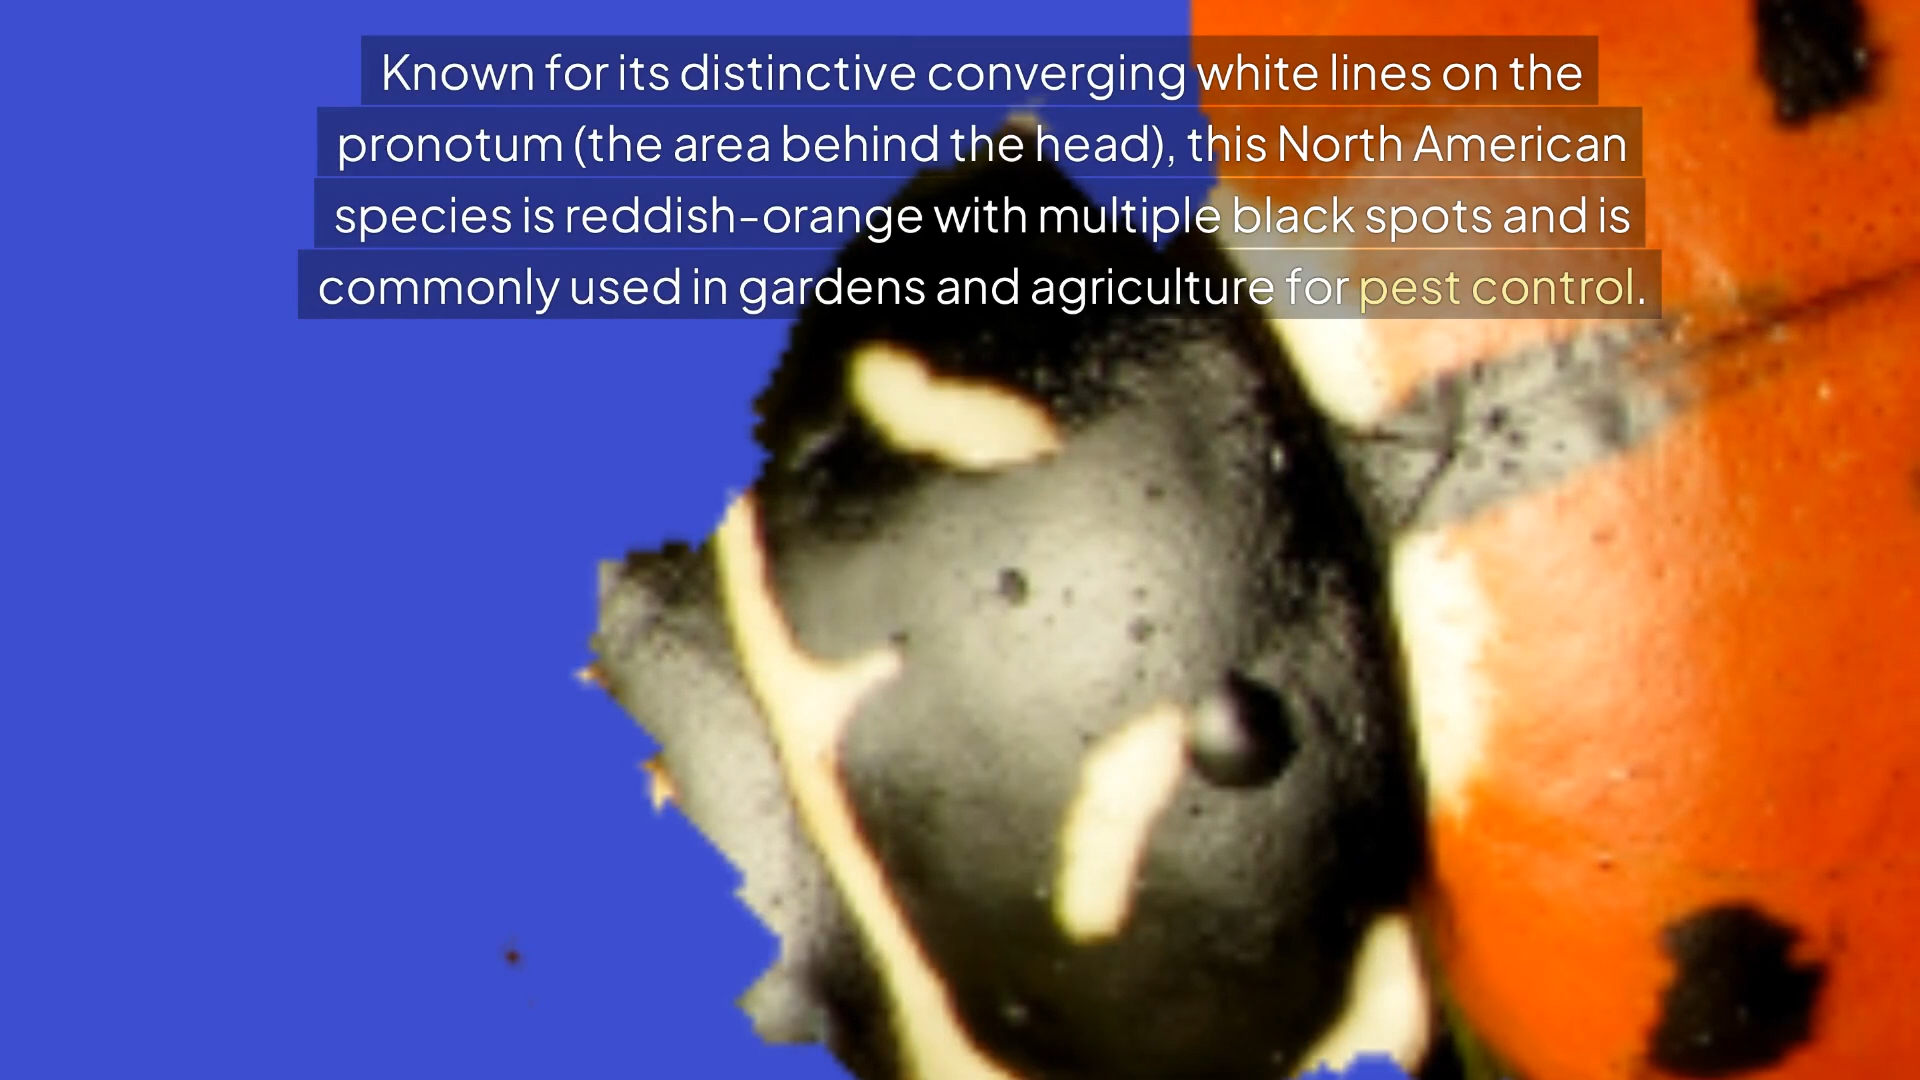 Known for its distinctive converging white lines on the
pronotum (the area behind the head), this North American
species is reddish-orange with multiple black spots and is
commonly used in gardens and agriculture for pest control.